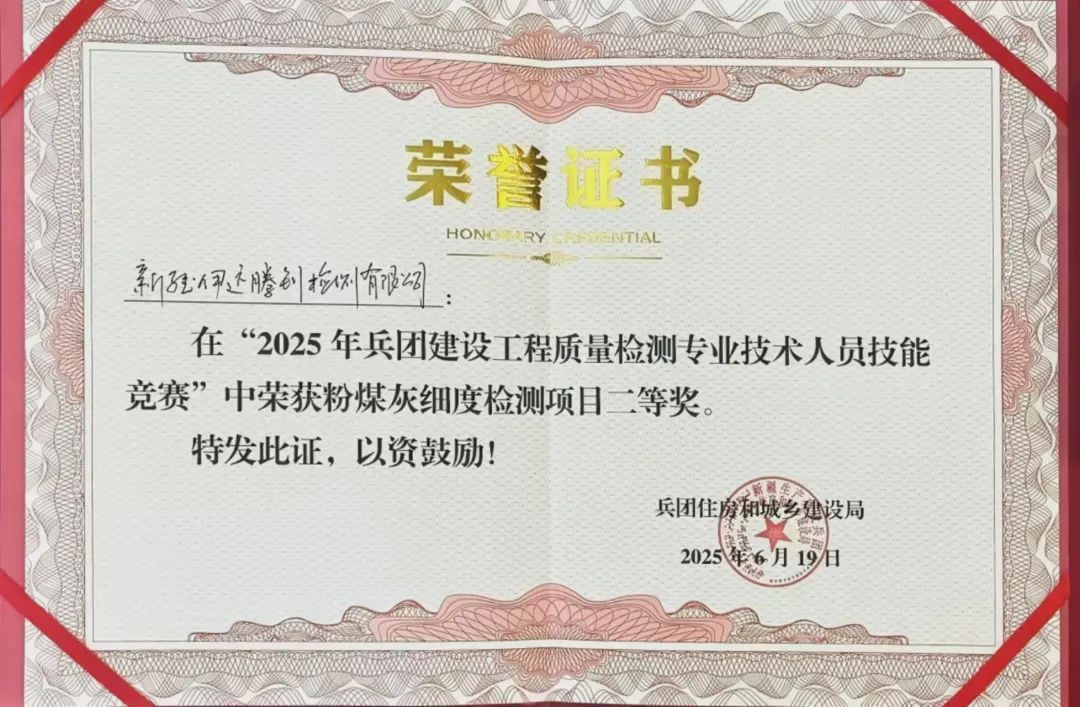 荣誉证书
HONORARY CREDENTIAL
新疆伊达腾创检测有限公司：
在“2025年兵团建设工程质量检测专业技术人员技能
竞赛”中荣获粉煤灰细度检测项目二等奖。
特发此证，以资鼓励！
兵团住房和城乡建设局
2025年6月19日